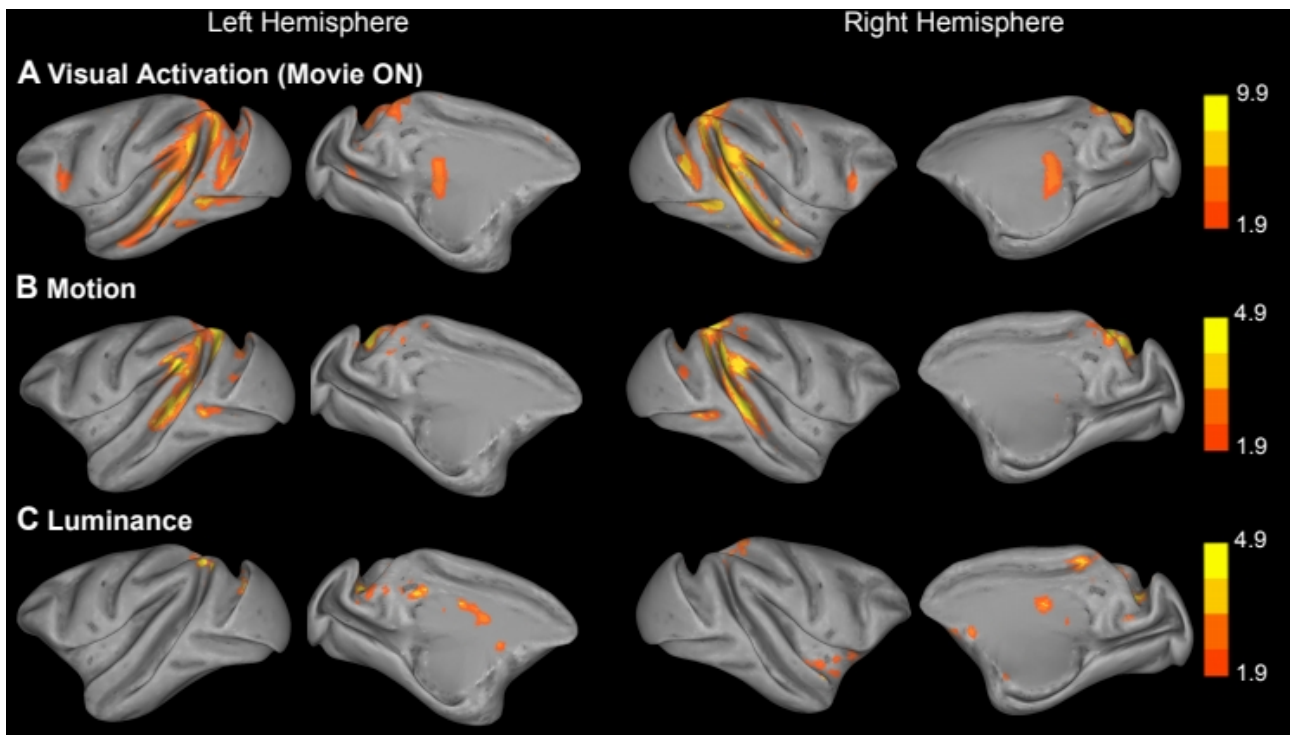 Left Hemisphere Right Hemisphere
A Visual Activation (Movie ON)
9.9
1.9
B Motion
4.9
1.9
C Luminance
4.9
1.9